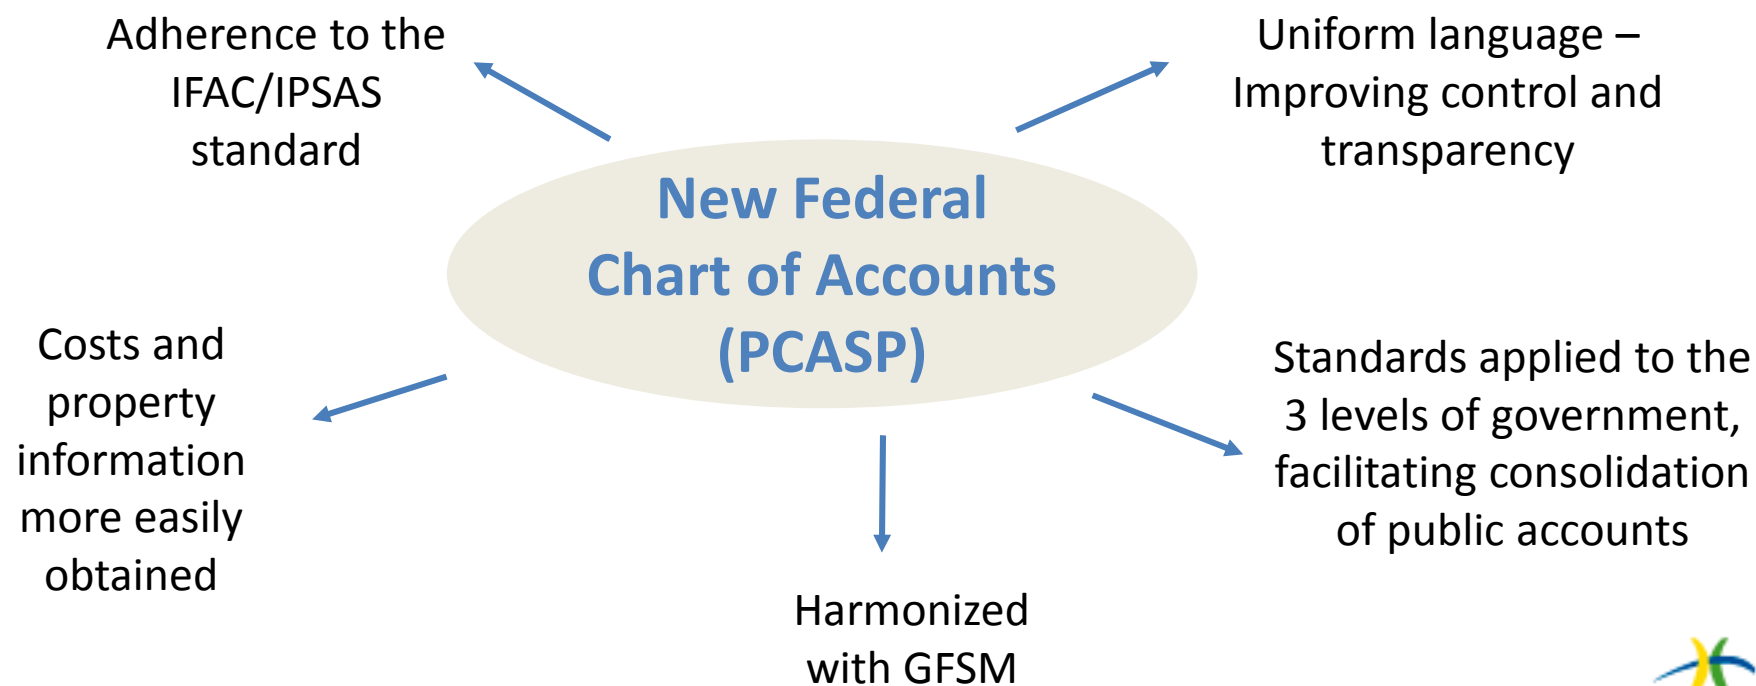 Adherence to the
IFAC/IPSAS
standard
Uniform language –
Improving control and
transparency
New Federal
Chart of Accounts
(PCASP)
Costs and
property
information
more easily
obtained
Standards applied to the
3 levels of government,
facilitating consolidation
of public accounts
Harmonized
with GFSM